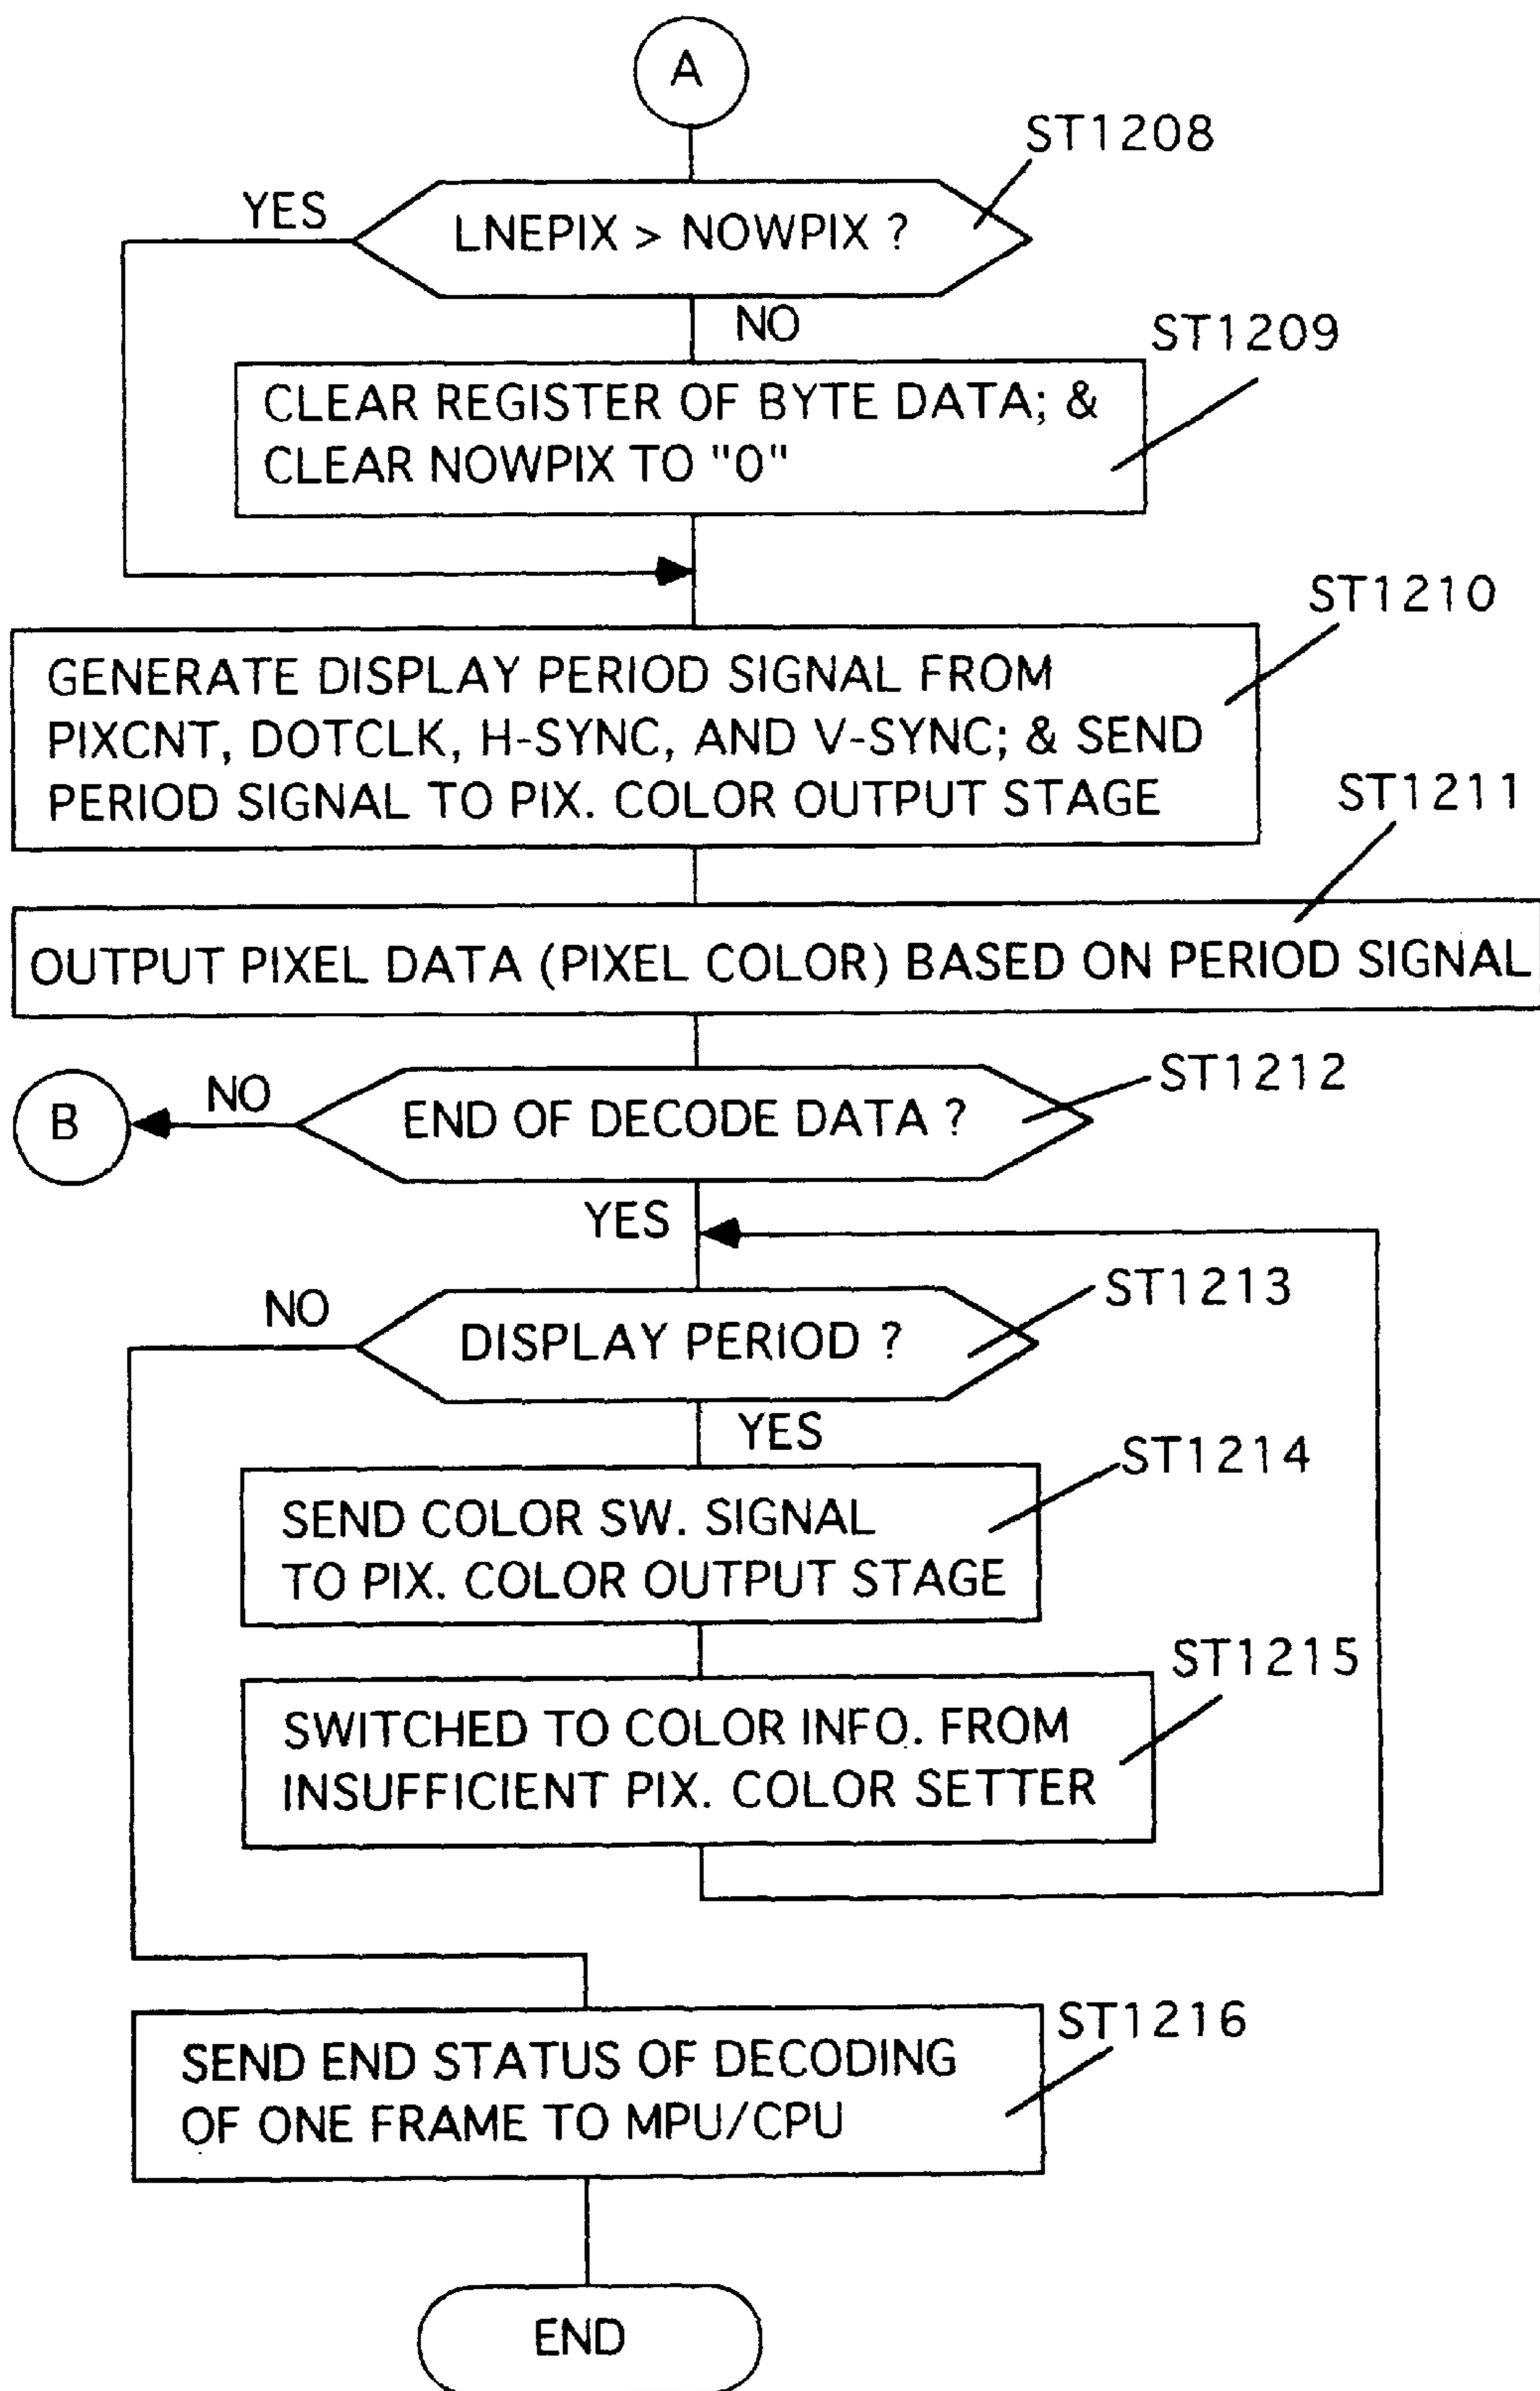 A
ST1208
YES
LNEPIX > NOWPIX ?
NO
ST1209
CLEAR REGISTER OF BYTE DATA; &
CLEAR NOWPIX TO "0"
ST1210
GENERATE DISPLAY PERIOD SIGNAL FROM
PIXCNT, DOTCLK, H-SYNC, AND V-SYNC; & SEND
PERIOD SIGNAL TO PIX. COLOR OUTPUT STAGE
ST1211
OUTPUT PIXEL DATA (PIXEL COLOR) BASED ON PERIOD SIGNAL
ST1212
B
NO
END OF DECODE DATA ?
YES
ST1213
NO
DISPLAY PERIOD ?
YES
ST1214
SEND COLOR SW. SIGNAL
TO PIX. COLOR OUTPUT STAGE
ST1215
SWITCHED TO COLOR INFO. FROM
INSUFFICIENT PIX. COLOR SETTER
ST1216
SEND END STATUS OF DECODING
OF ONE FRAME TO MPU/CPU
END